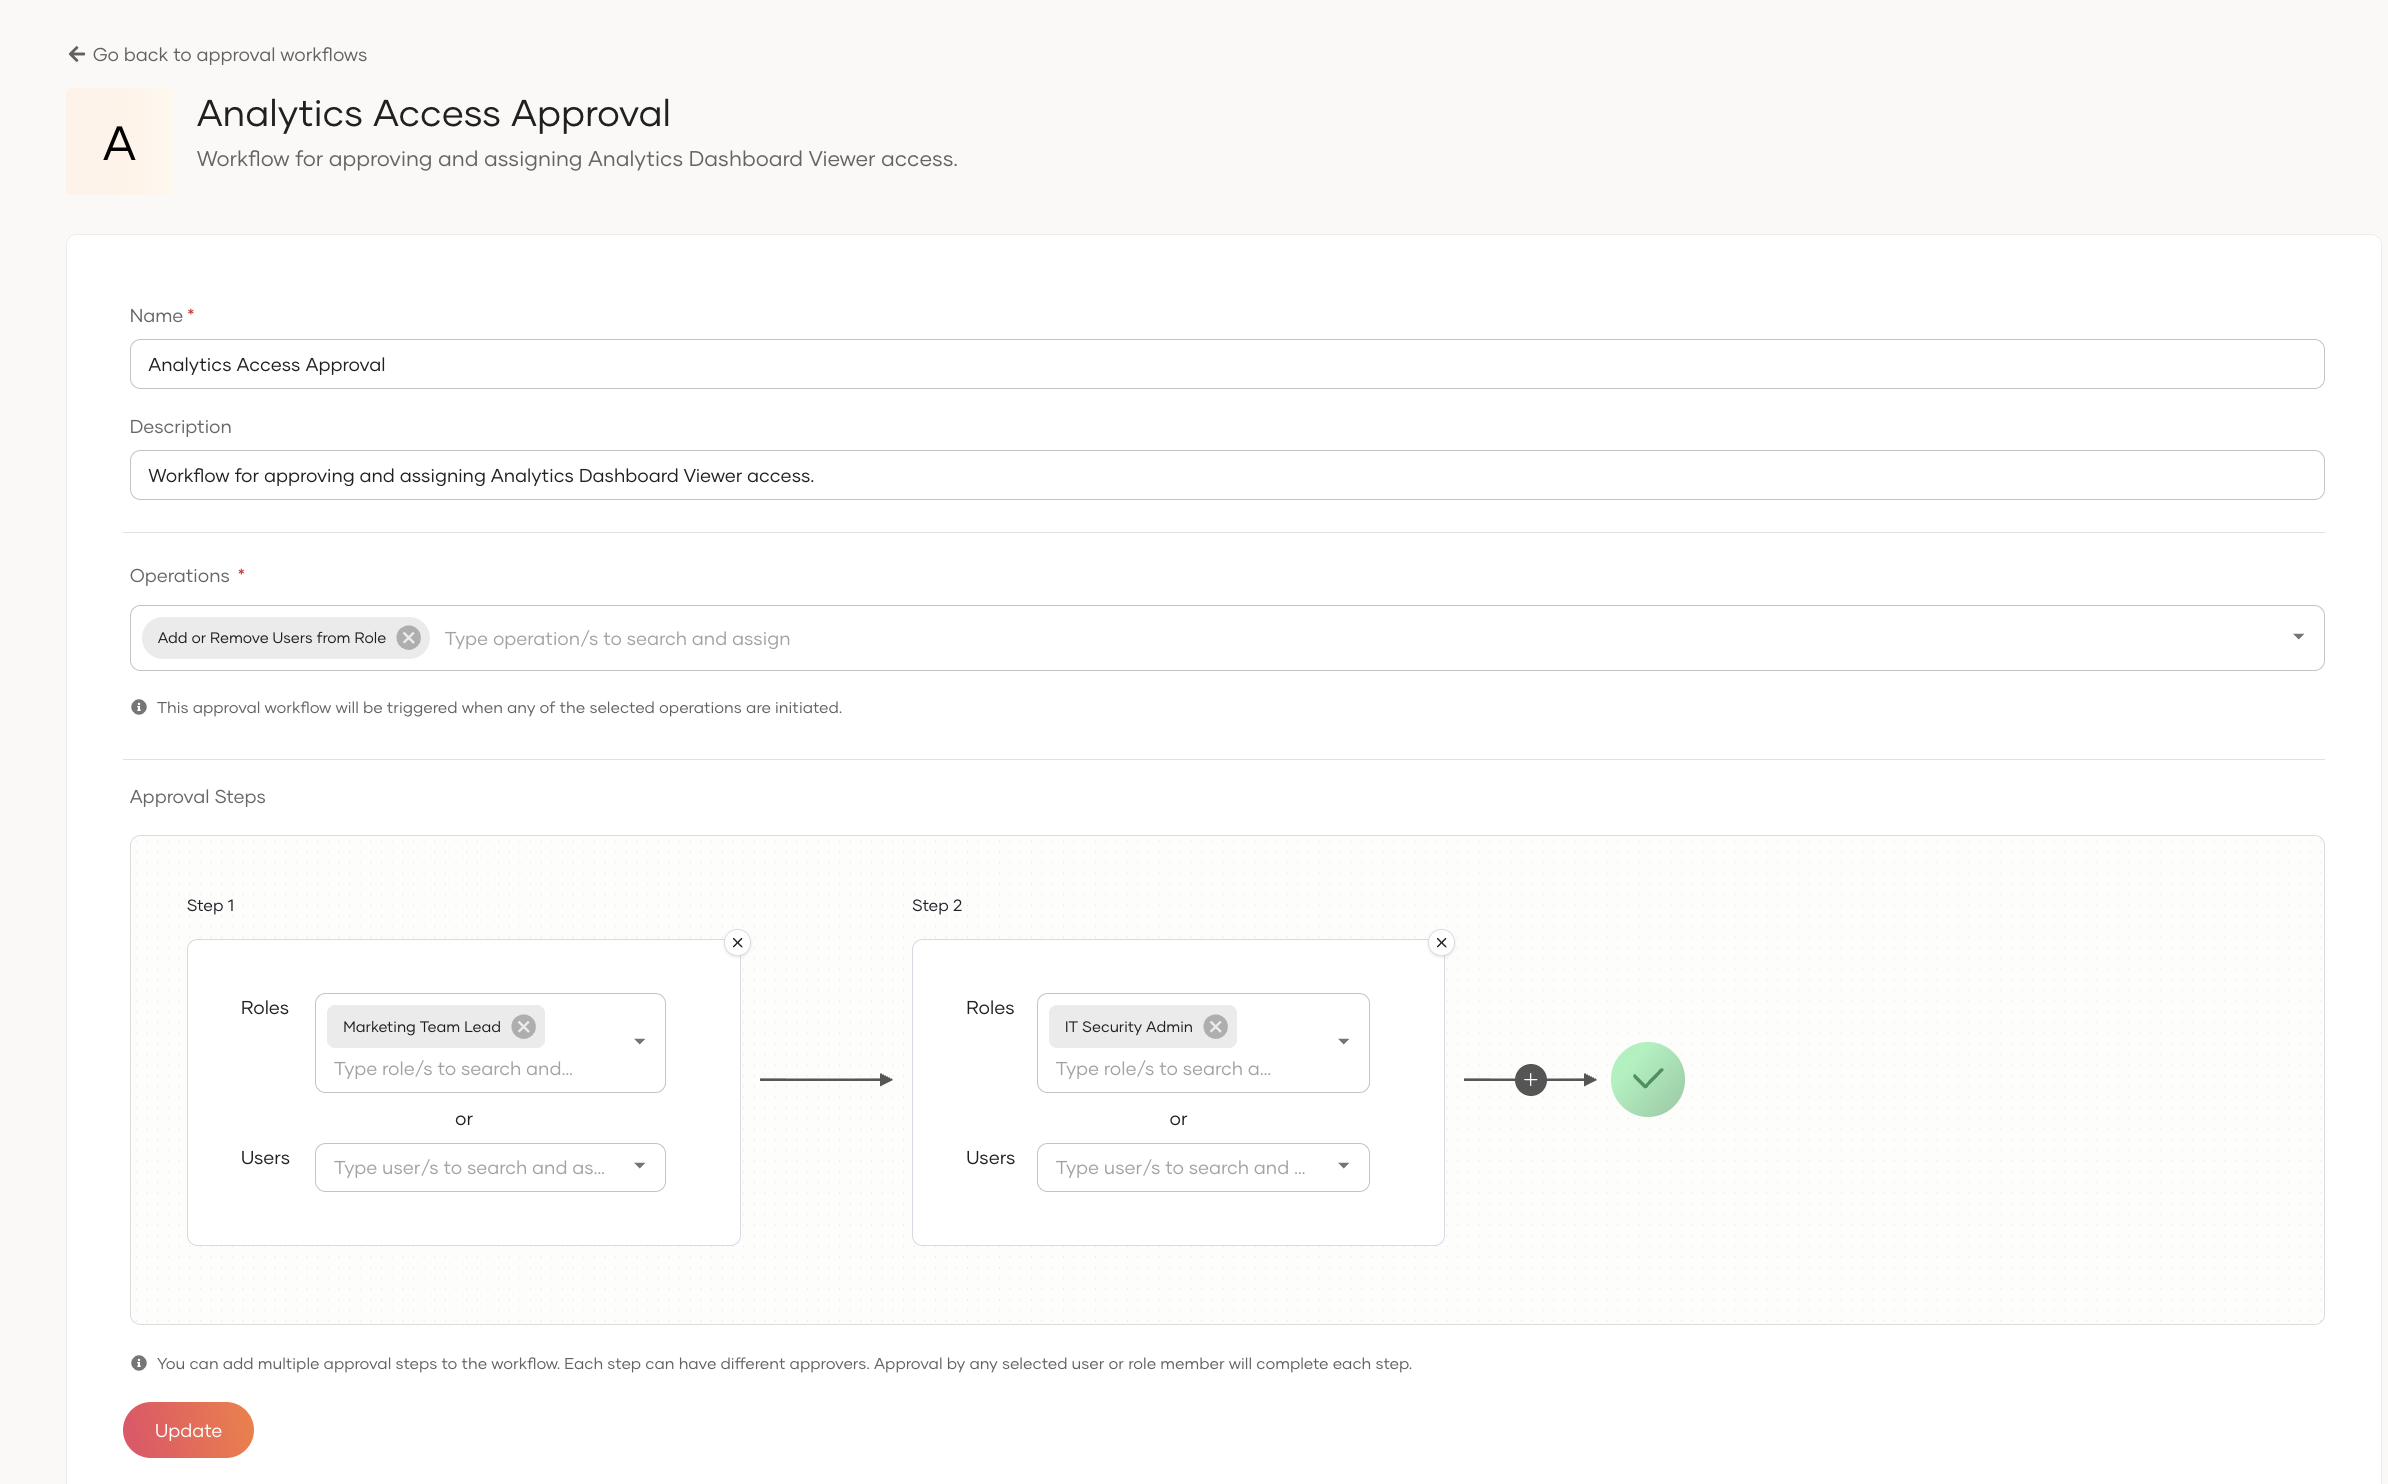 Go back to approval workflows
A
Analytics Access Approval
Workflow for approving and assigning Analytics Dashboard Viewer access.
Name *
Analytics Access Approval
Description
Workflow for approving and assigning Analytics Dashboard Viewer access.
Operations *
Add or Remove Users from Role Type operation/s to search and assign
This approval workflow will be triggered when any of the selected operations are initiated.
Approval Steps
Step 1
Roles
Marketing Team Lead
Type role/s to search and...
or
Users
Type user/s to search and as...
Step 2
Roles
IT Security Admin
Type role/s to search a...
or
Users
Type user/s to search and ...
You can add multiple approval steps to the workflow. Each step can have different approvers. Approval by any selected user or role member will complete each step.
Update